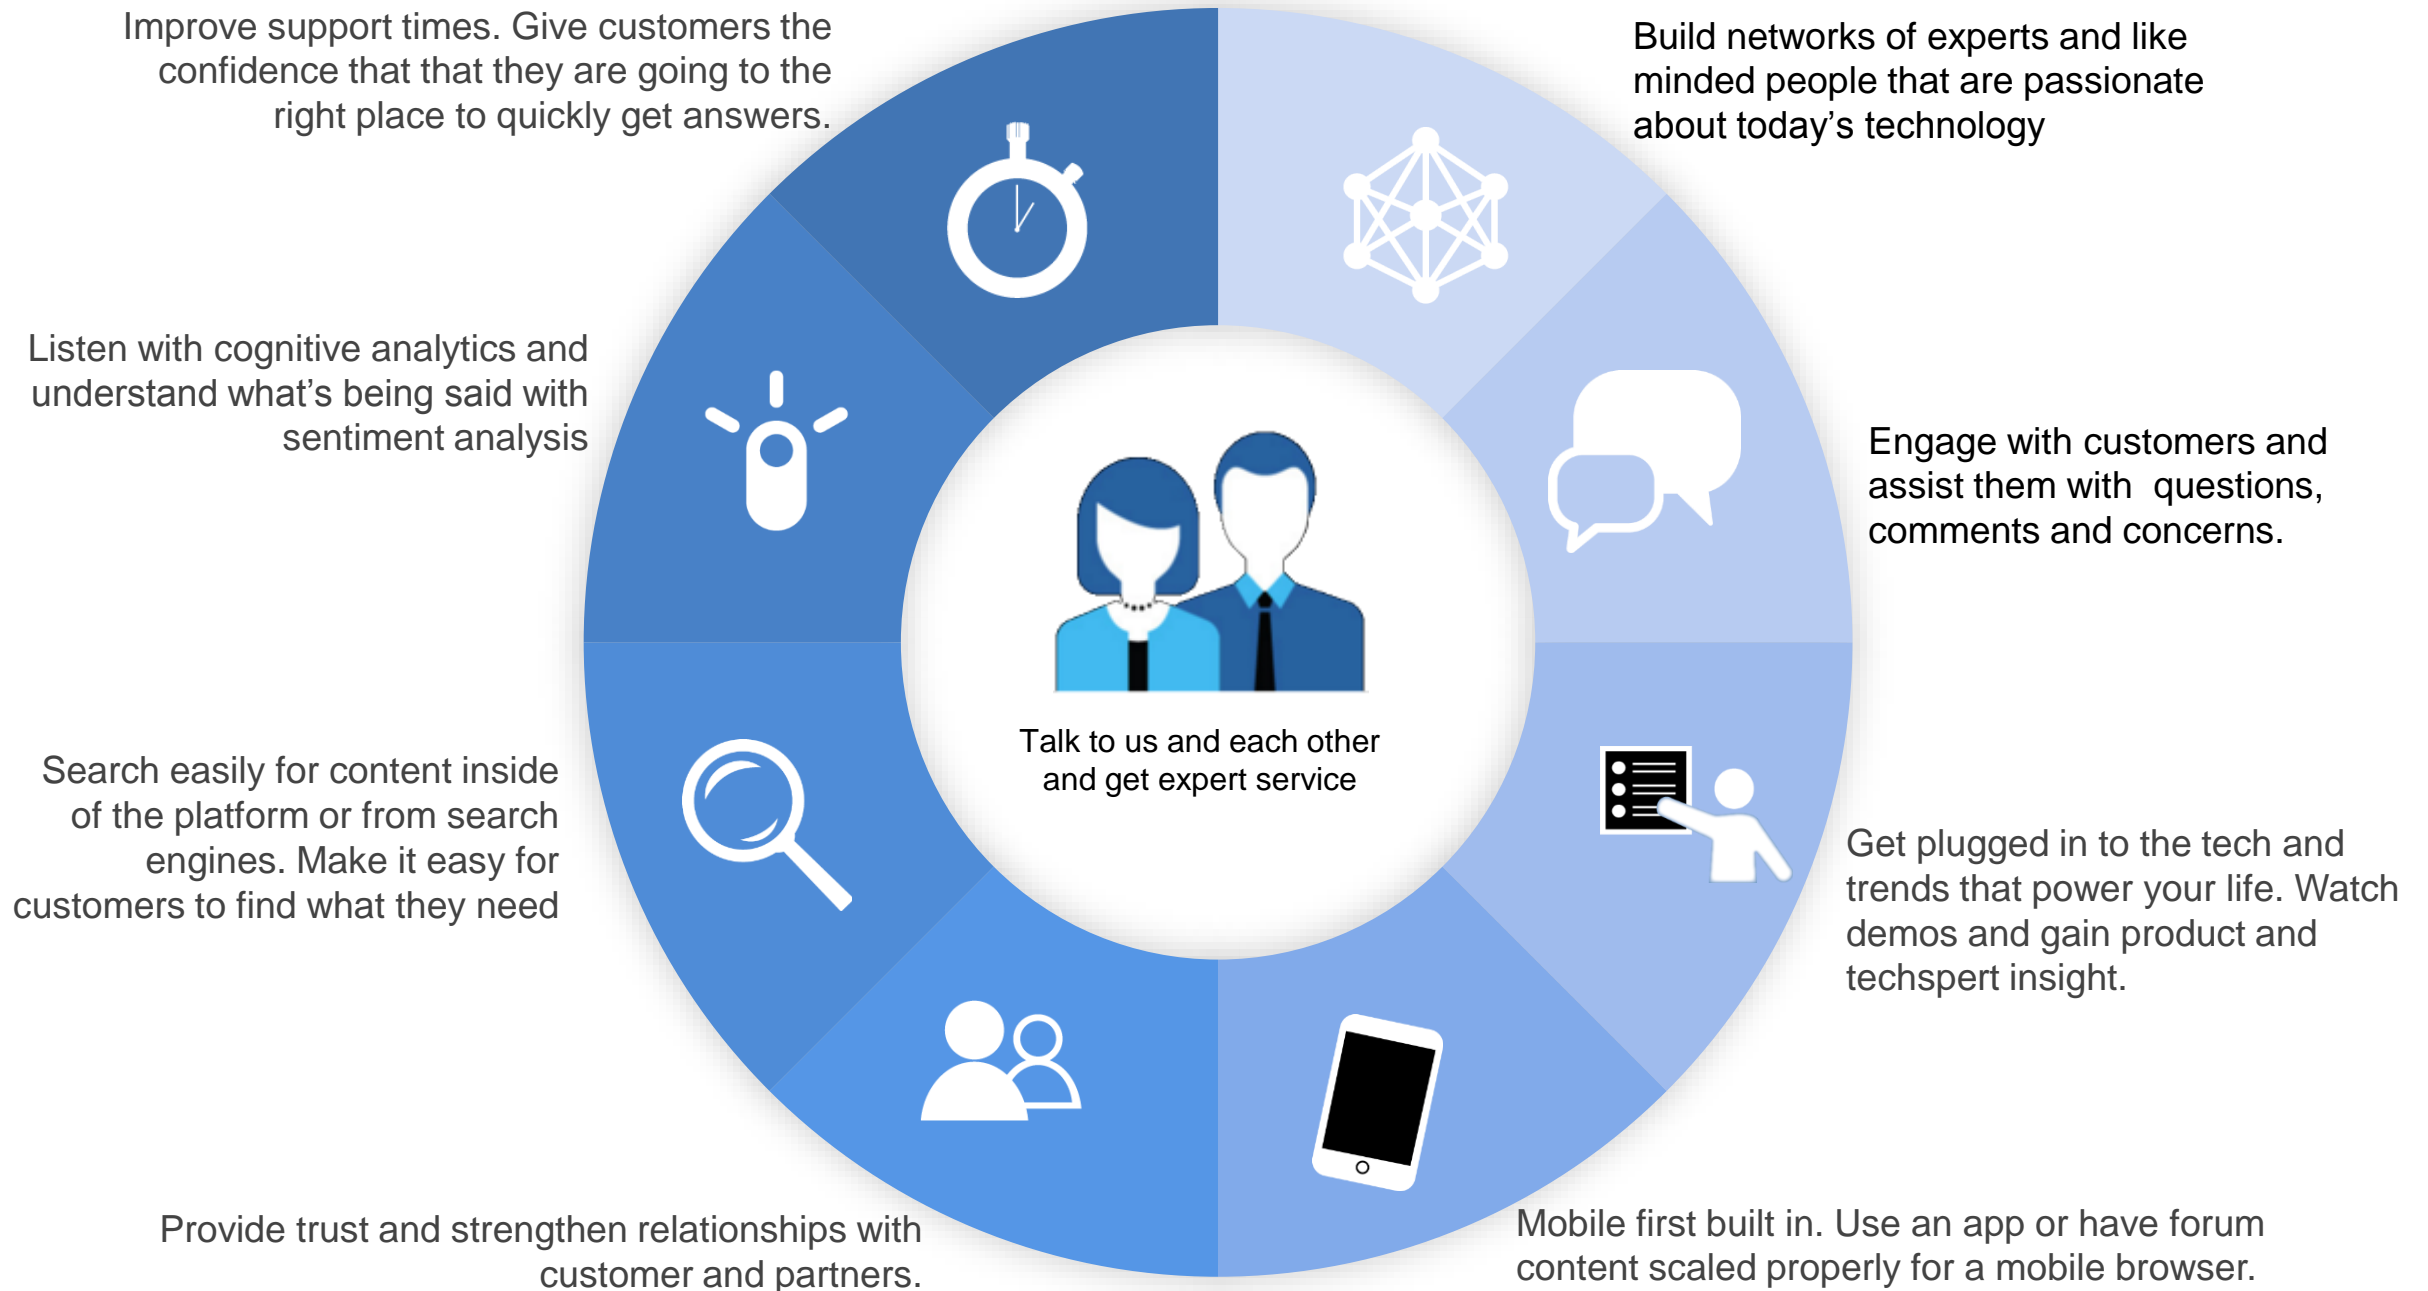 Improve support times. Give customers the
confidence that that they are going to the
right place to quickly get answers.
Build networks of experts and like
minded people that are passionate
about today’s technology
Listen with cognitive analytics and
understand what’s being said with
sentiment analysis
Engage with customers and
assist them with  questions,
comments and concerns.
Talk to us and each other
and get expert service
Search easily for content inside
of the platform or from search
engines. Make it easy for
customers to find what they need
Get plugged in to the tech and
trends that power your life. Watch
demos and gain product and
techspert insight.
Provide trust and strengthen relationships with
customer and partners.
Mobile first built in. Use an app or have forum
content scaled properly for a mobile browser.